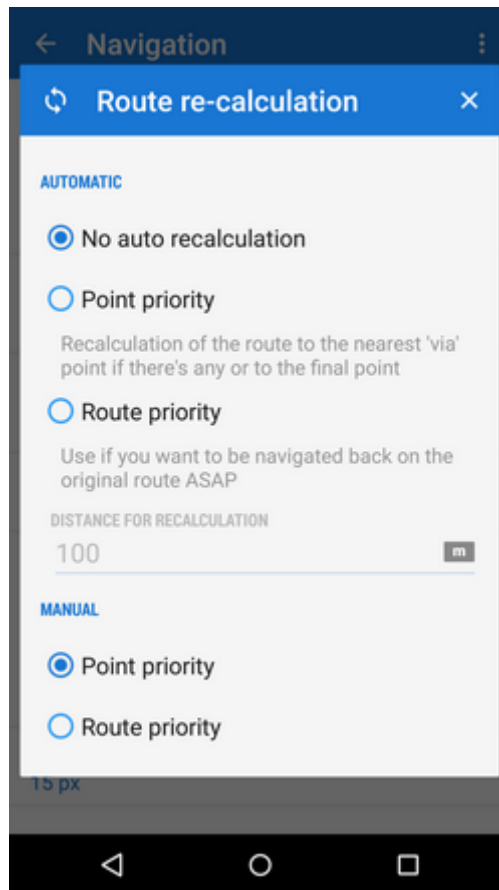 Navigation
Route re-calculation
AUTOMATIC
No auto recalculation
Point priority
Recalculation of the route to the nearest 'via'
point if there's any or to the final point
Route priority
Use if you want to be navigated back on the
original route ASAP
DISTANCE FOR RECALCULATION
100 m
MANUAL
Point priority
Route priority
15 px